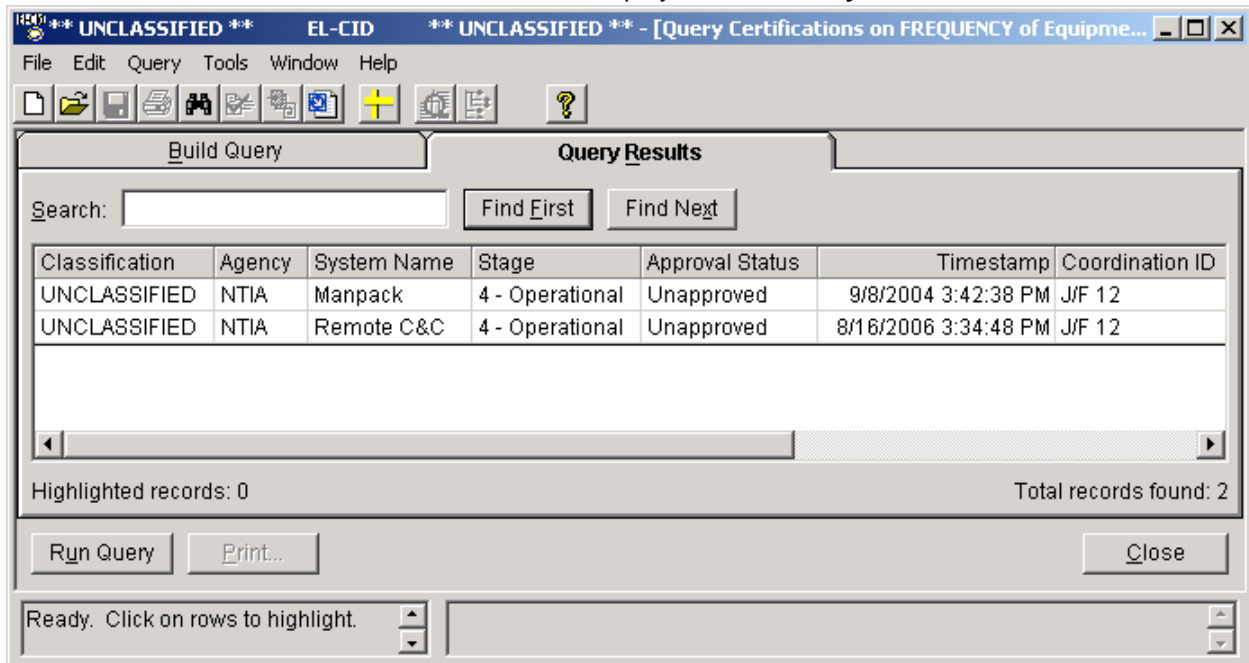 ** UNCLASSIFIED ** EL-CID ** UNCLASSIFIED ** - [Query Certifications on FREQUENCY of Equipme...
File Edit Query Tools Window Help
Build Query Query Results
Search: Find First Find Next
Classification Agency System Name Stage Approval Status Timestamp Coordination ID
UNCLASSIFIED NTIA Manpack 4 - Operational Unapproved 9/8/2004 3:42:38 PM J/F 12
UNCLASSIFIED NTIA Remote C&C 4 - Operational Unapproved 8/16/2006 3:34:48 PM J/F 12
Highlighted records: 0 Total records found: 2
Run Query Print... Close
Ready. Click on rows to highlight.